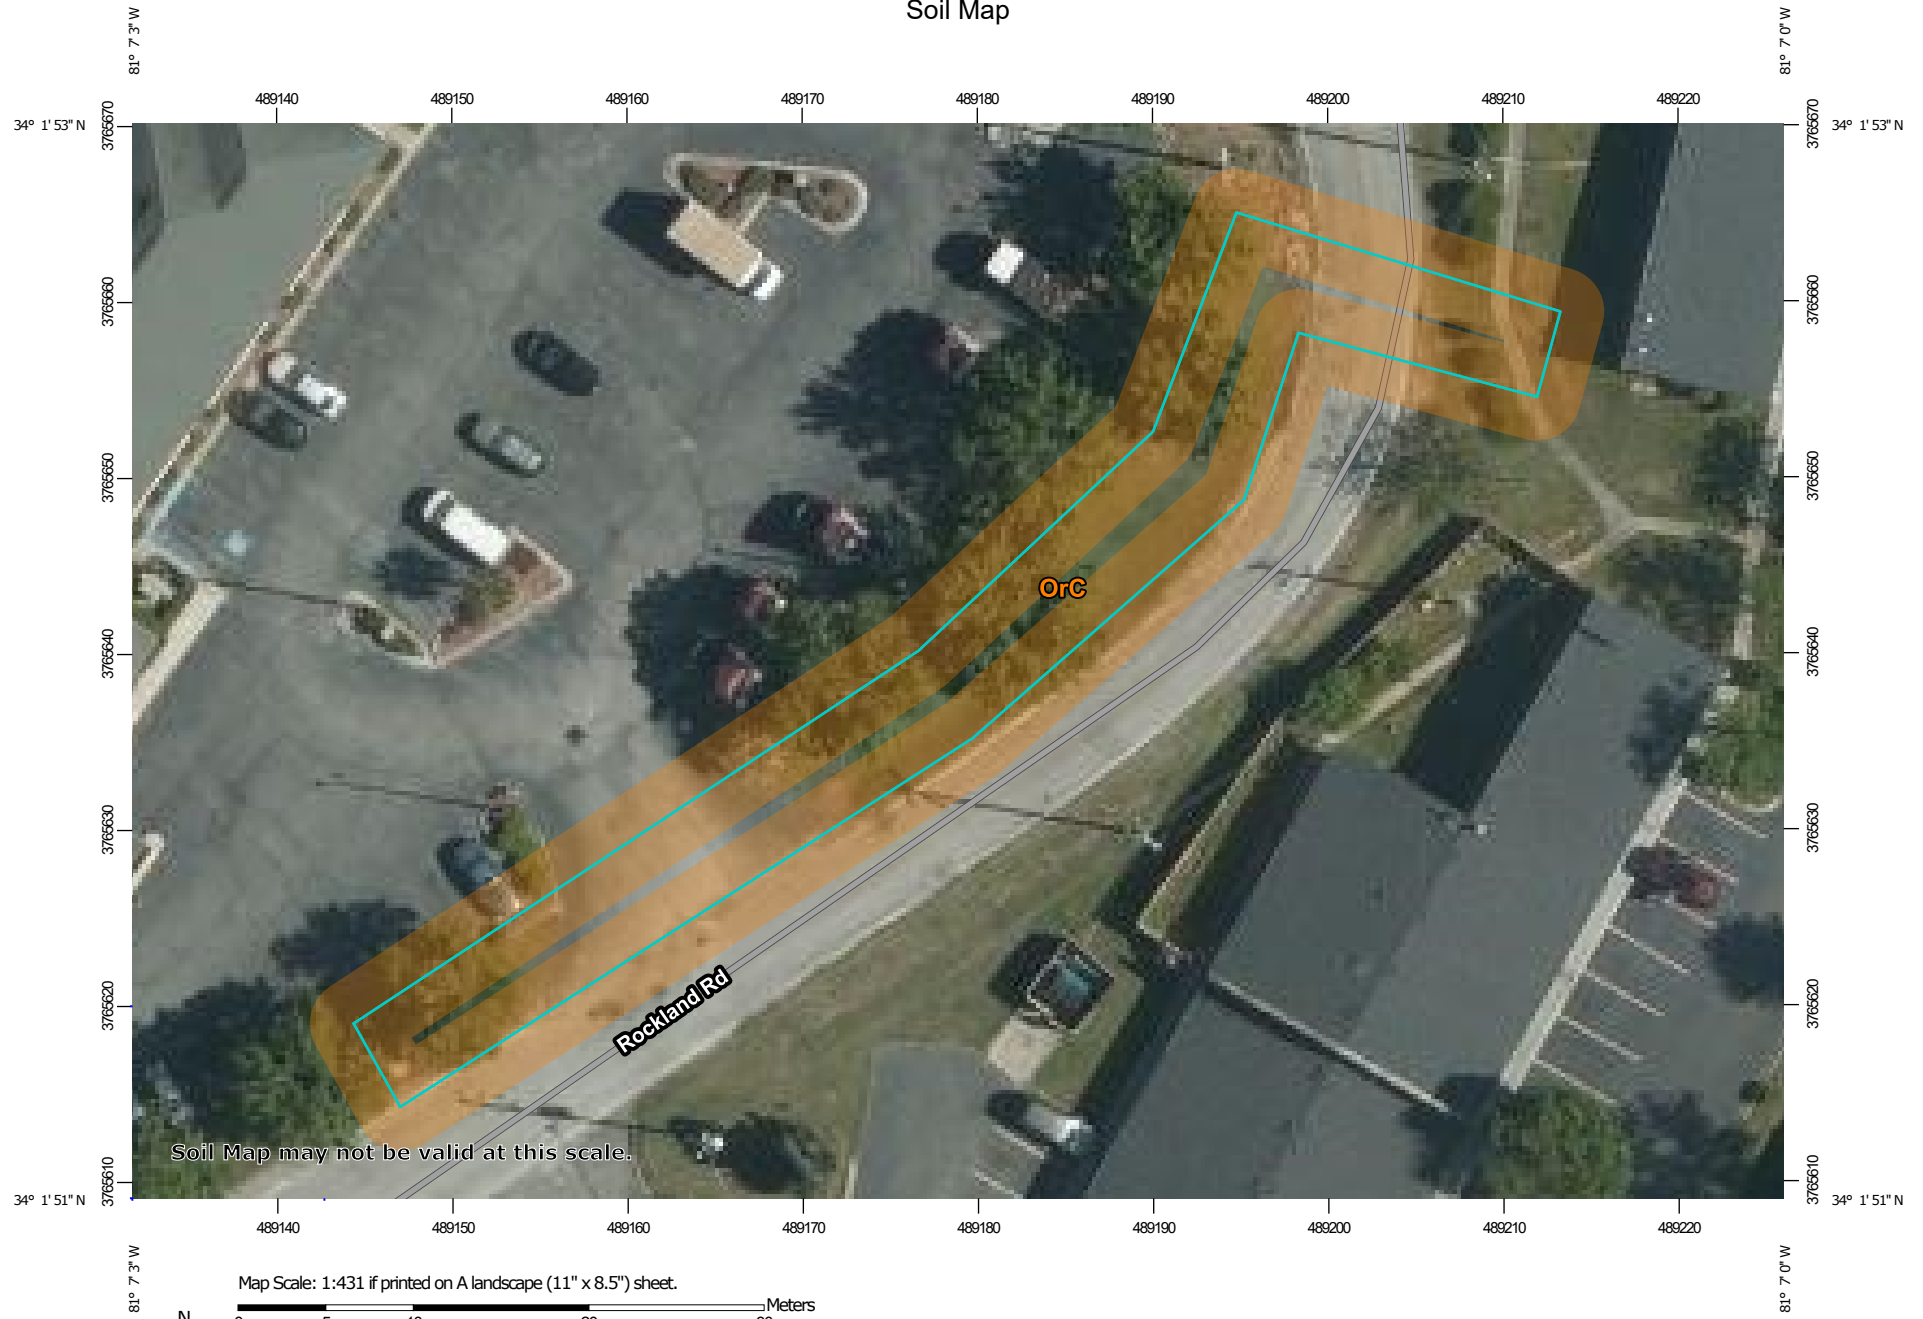 Soil Map
81° 7' 3" W
81° 7' 0" W
489140 489150 489160 489170 489180 489190 489200 489210 489220
34° 1' 53" N
34° 1' 53" N
3765670
3765660
3765650
3765640
3765630
3765620
3765610
3765670
3765660
3765650
3765640
3765630
3765620
3765610
OrC
Rockland Rd
Soil Map may not be valid at this scale.
34° 1' 51" N
34° 1' 51" N
489140 489150 489160 489170 489180 489190 489200 489210 489220
81° 7' 3" W
81° 7' 0" W
Map Scale: 1:431 if printed on A landscape (11" x 8.5") sheet.
Meters
N